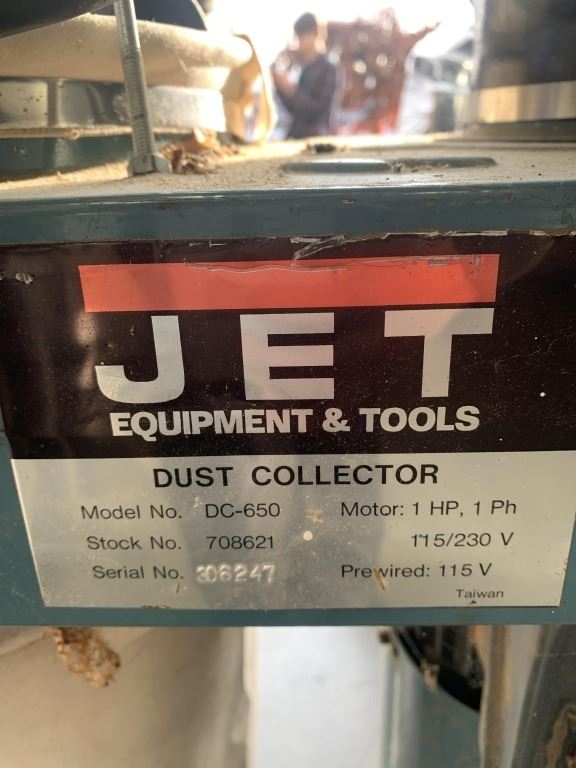 JET
EQUIPMENT & TOOLS
DUST COLLECTOR
Model No. DC-650 Motor: 1 HP, 1 Ph
Stock No. 708621 115/230 V
Serial No. 306247 Prewired: 115 V
Taiwan